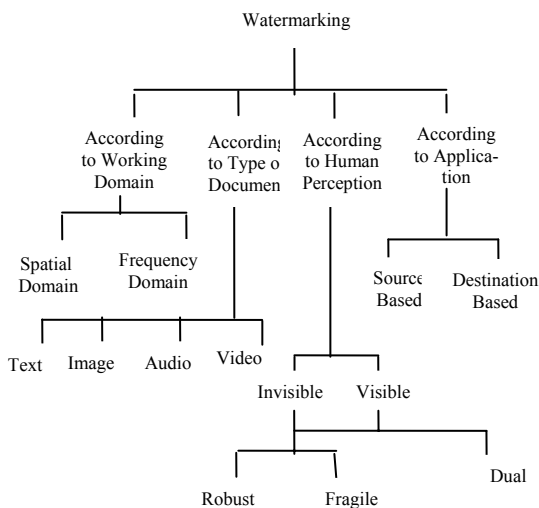 Watermarking
According
to Working
Domain
According
to Type o
Documen
According
to Human
Perception
According
to Applica-
tion
Spatial
Domain
Frequency
Domain
Source
Based
Destination
Based
Text
Image
Audio
Video
Invisible
Visible
Dual
Robust
Fragile